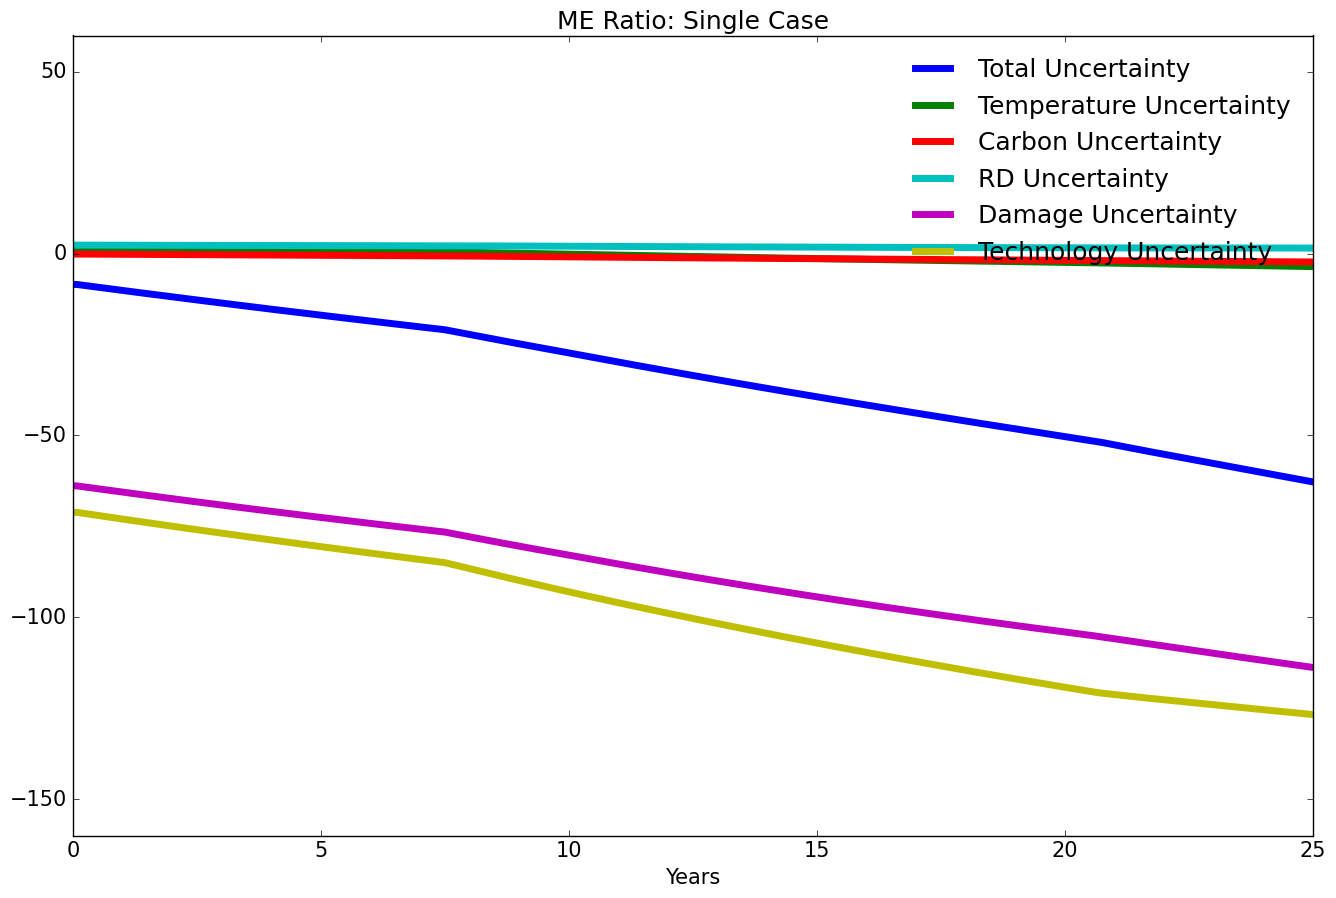 ME Ratio: Single Case
50
0
−50
−100
−150
Total Uncertainty
Temperature Uncertainty
Carbon Uncertainty
RD Uncertainty
Damage Uncertainty
Technology Uncertainty
0 5 10 15 20 25
Years